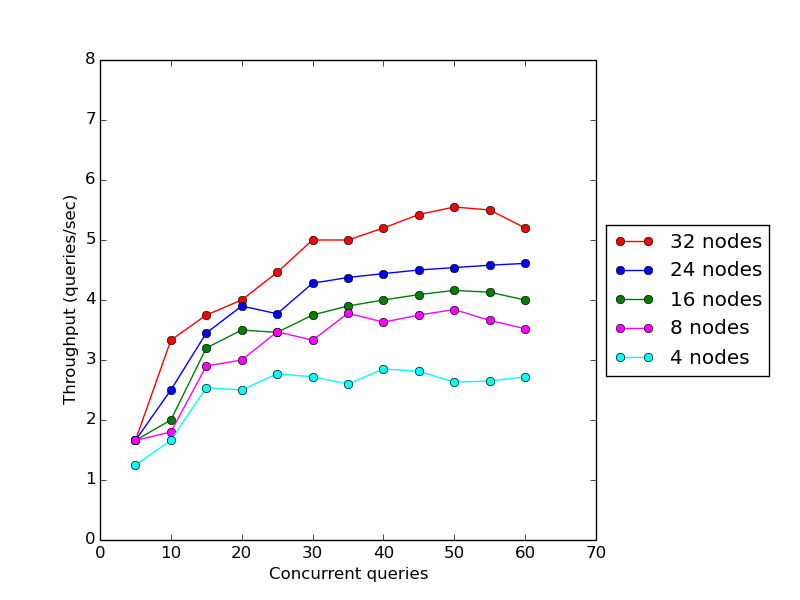 8
7
6
5
4
3
2
1
0
0 10 20 30 40 50 60 70
Throughput (queries/sec)
Concurrent queries
32 nodes
24 nodes
16 nodes
8 nodes
4 nodes